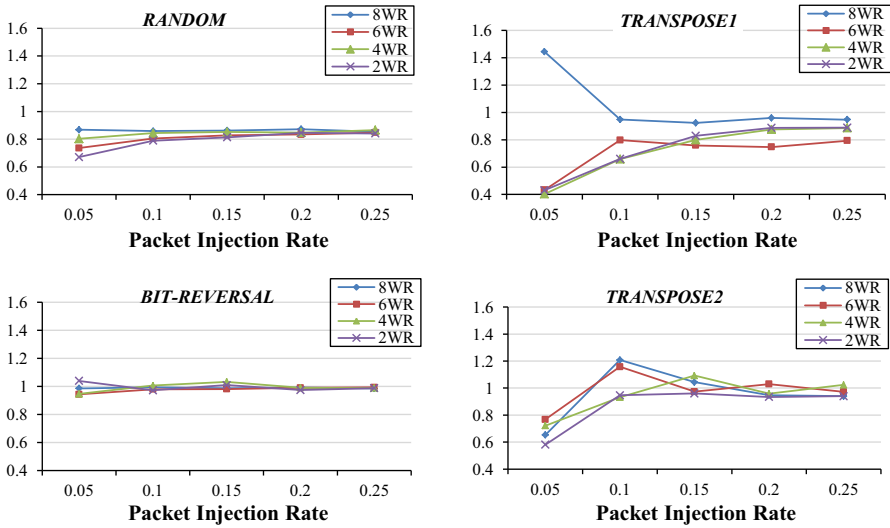 RANDOM
8WR
6WR
4WR
2WR
1.6
1.4
1.2
1
0.8
0.6
0.4
0.05 0.1 0.15 0.2 0.25
Packet Injection Rate
TRANSPOSE1
8WR
6WR
4WR
2WR
1.6
1.4
1.2
1
0.8
0.6
0.4
0.05 0.1 0.15 0.2 0.25
Packet Injection Rate
BIT-REVERSAL
8WR
6WR
4WR
2WR
1.6
1.4
1.2
1
0.8
0.6
0.4
0.05 0.1 0.15 0.2 0.25
Packet Injection Rate
TRANSPOSE2
8WR
6WR
4WR
2WR
1.6
1.4
1.2
1
0.8
0.6
0.4
0.05 0.1 0.15 0.2 0.25
Packet Injection Rate